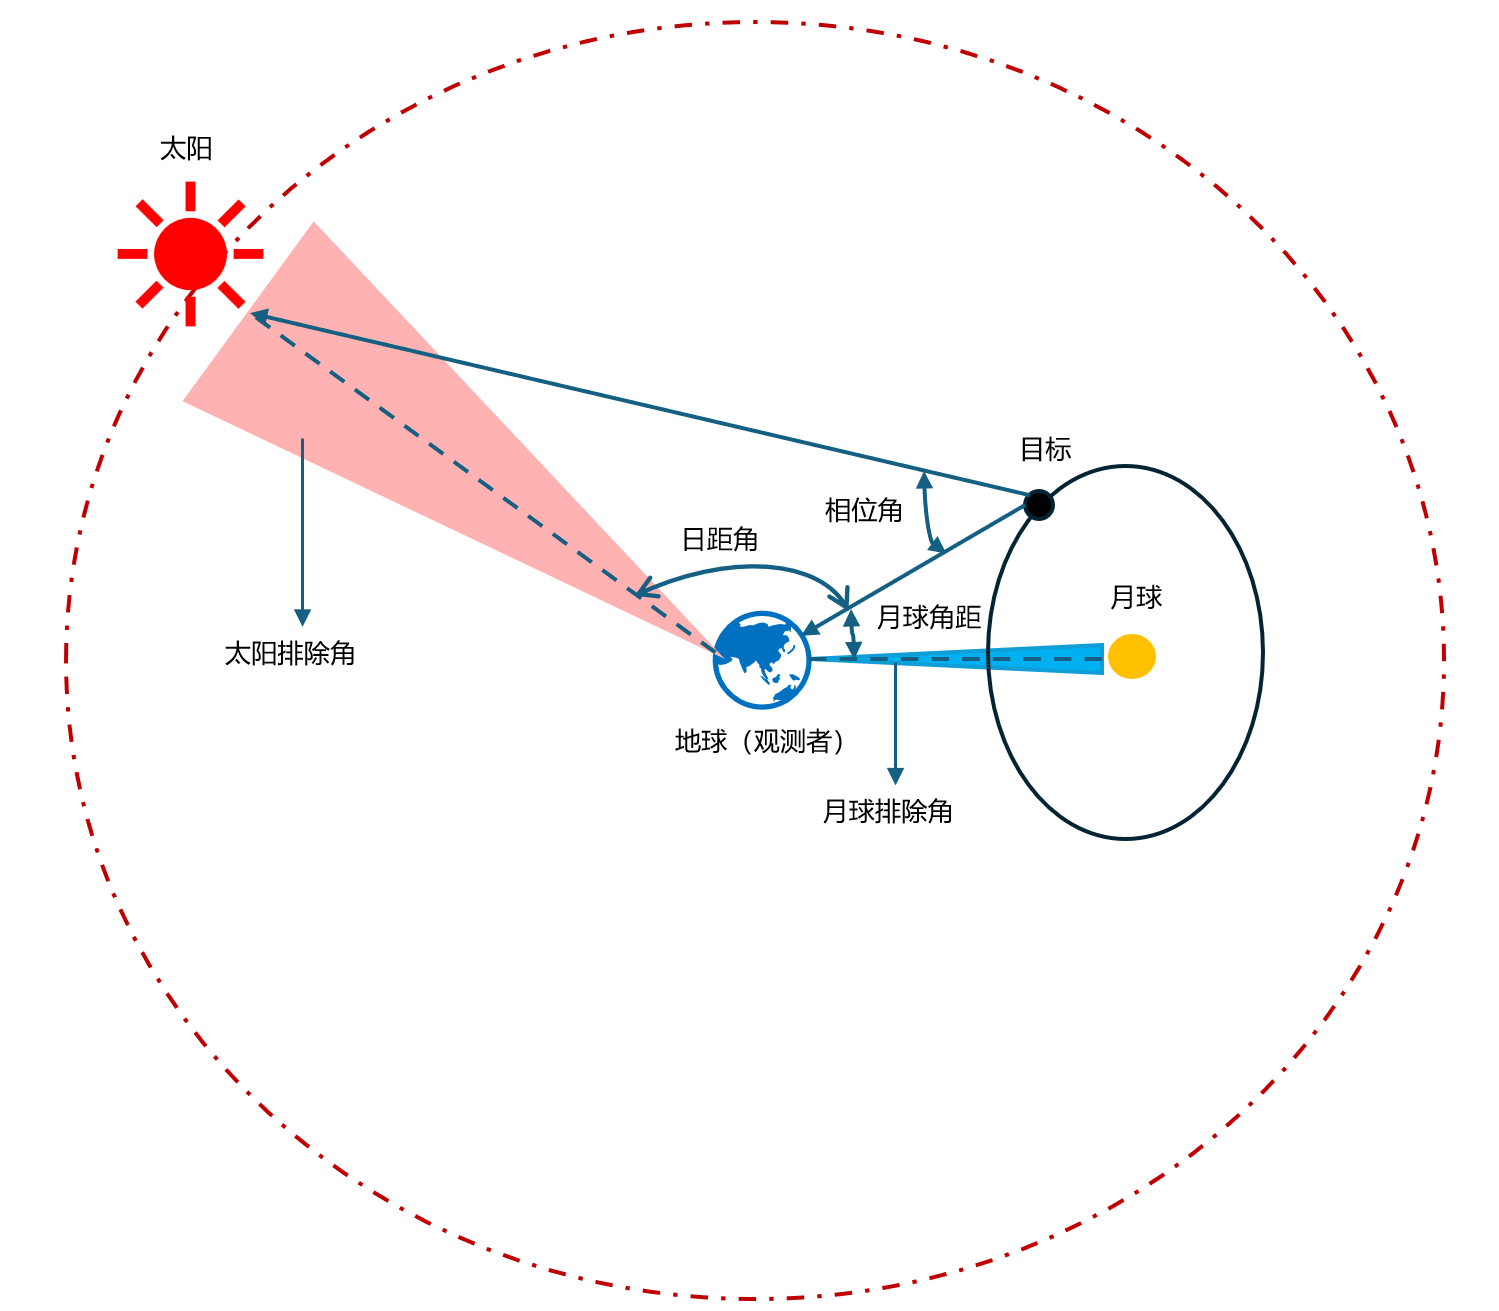 太阳
目标
相位角
日距角
月球
月球角距
太阳排除角
地球（观测者）
月球排除角